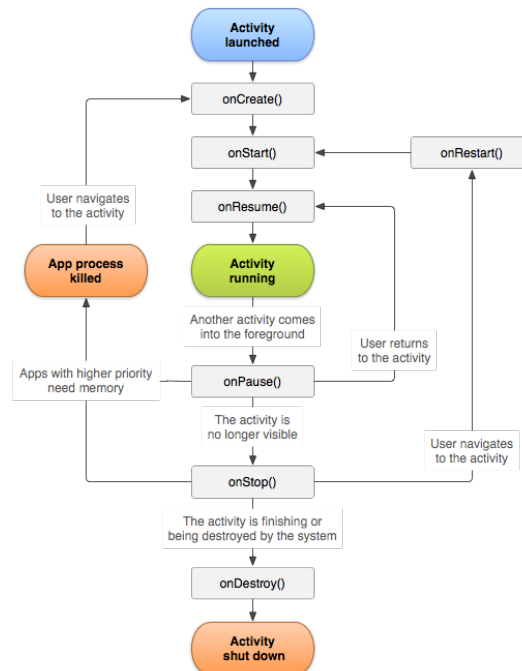 Activity
launched
onCreate()
onStart()
onRestart()
User navigates
to the activity
onResume()
App process
killed
Activity
running
Another activity comes
into the foreground
User returns
to the activity
Apps with higher priority
need memory
onPause()
The activity is
no longer visible
User navigates
to the activity
onStop()
The activity is finishing or
being destroyed by the system
onDestroy()
Activity
shut down